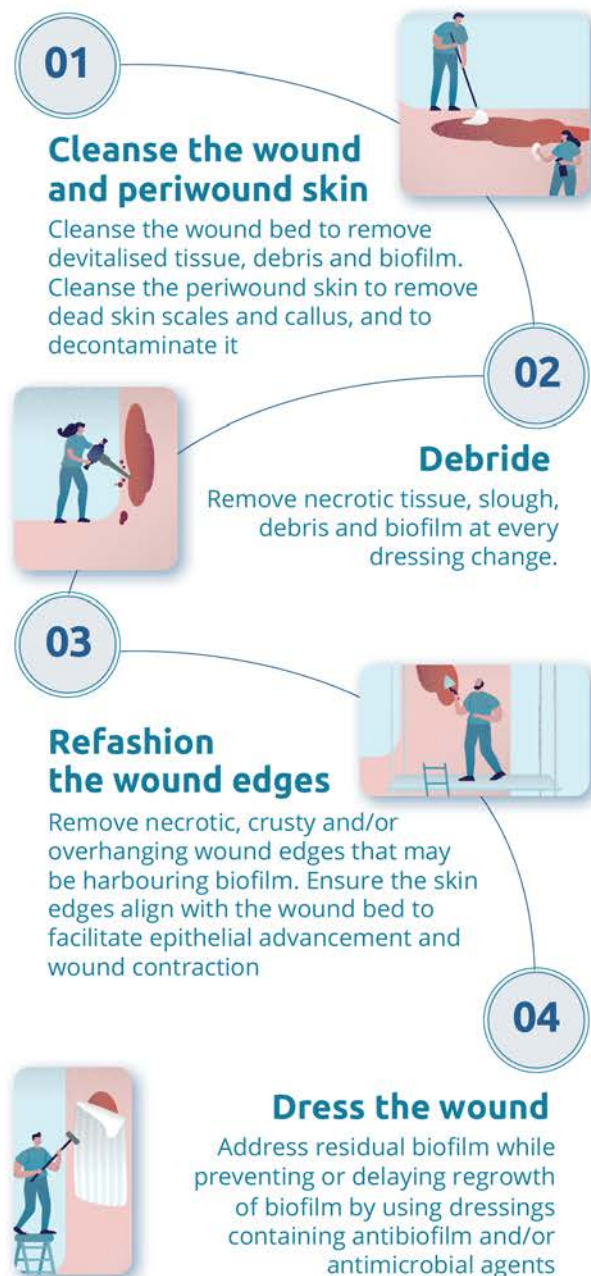 01
Cleanse the wound
and periwound skin
Cleanse the wound bed to remove
devitalised tissue, debris and biofilm.
Cleanse the periwound skin to remove
dead skin scales and callus, and to
decontaminate it
02
Debride
Remove necrotic tissue, slough,
debris and biofilm at every
dressing change.
03
Refashion
the wound edges
Remove necrotic, crusty and/or
overhanging wound edges that may
be harbouring biofilm. Ensure the skin
edges align with the wound bed to
facilitate epithelial advancement and
wound contraction
04
Dress the wound
Address residual biofilm while
preventing or delaying regrowth
of biofilm by using dressings
containing antibiofilm and/or
antimicrobial agents